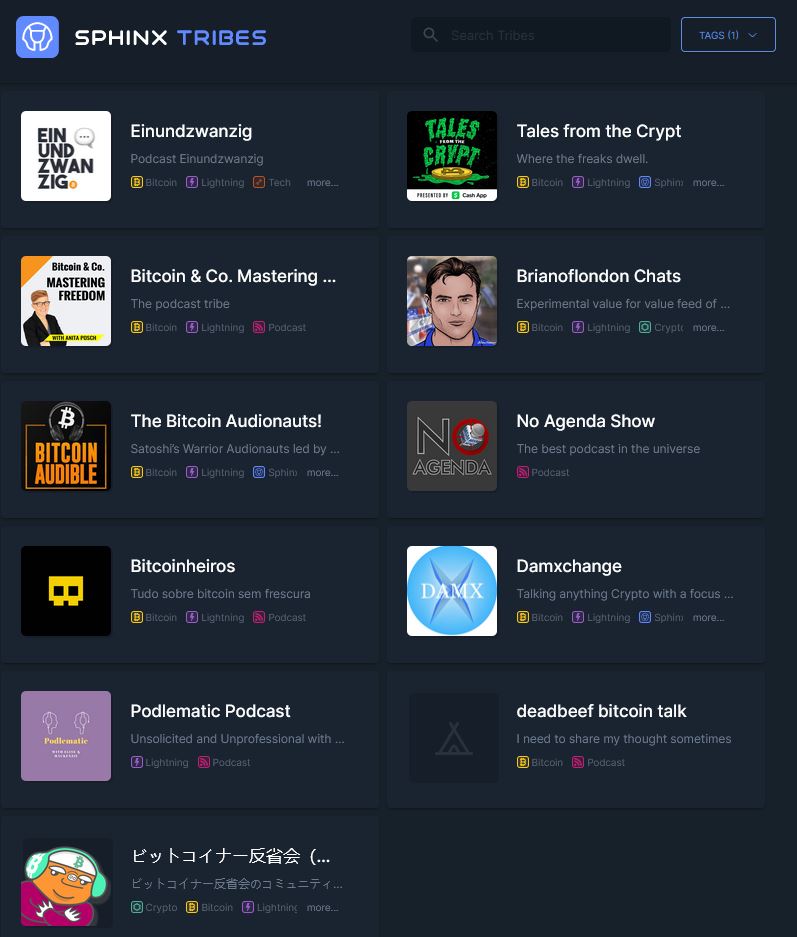 SPHINX TRIBES
Search Tribes
TAGS (1)
EIN
UND
ZWAN
ZIG
Einundzwanzig
Podcast Einundzwanzig
Bitcoin Lightning Tech more...
TALES
FROM THE
CRYPT
PRESENTED BY Cash App
Tales from the Crypt
Where the freaks dwell.
Bitcoin Lightning Sphinx more...
Bitcoin & Co.
MASTERING
FREEDOM
WITH ANITA POSCH
Bitcoin & Co. Mastering ...
The podcast tribe
Bitcoin Lightning Podcast
Brianoflondon Chats
Experimental value for value feed of ...
Bitcoin Lightning Crypto more...
BITCOIN
AUDIBLE
The Bitcoin Audionauts!
Satoshi's Warrior Audionauts led by ...
Bitcoin Lightning Sphinx more...
NO
AGENDA
No Agenda Show
The best podcast in the universe
Podcast
Bitcoinheiros
Tudo sobre bitcoin sem frescura
Bitcoin Lightning Podcast
DAMX
Damxchange
Talking anything Crypto with a focus ...
Bitcoin Lightning Sphinx more...
Podlematic
Podlematic Podcast
Unsolicited and Unprofessional with ...
Lightning Podcast
deadbeef bitcoin talk
I need to share my thought sometimes
Bitcoin Podcast
ビットコイナー反省会（...
ビットコイナー反省会のコミュニティ...
Crypto Bitcoin Lightning more...